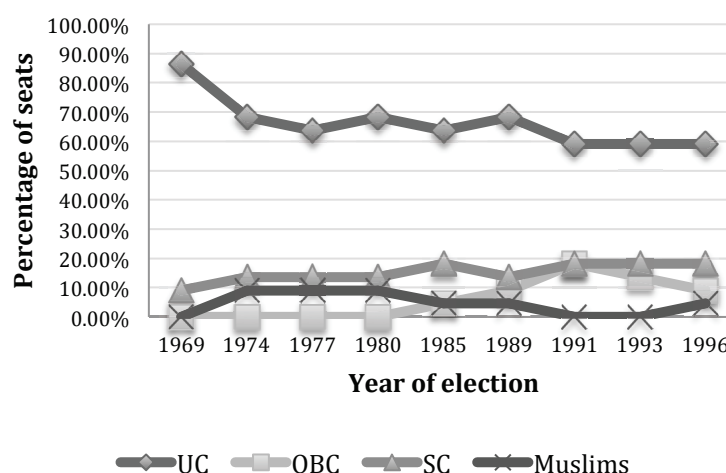 100.00%
90.00%
80.00%
70.00%
60.00%
50.00%
40.00%
30.00%
20.00%
10.00%
0.00%
Percentage of seats
1969 1974 1977 1980 1985 1989 1991 1993 1996
Year of election
UC OBC SC Muslims